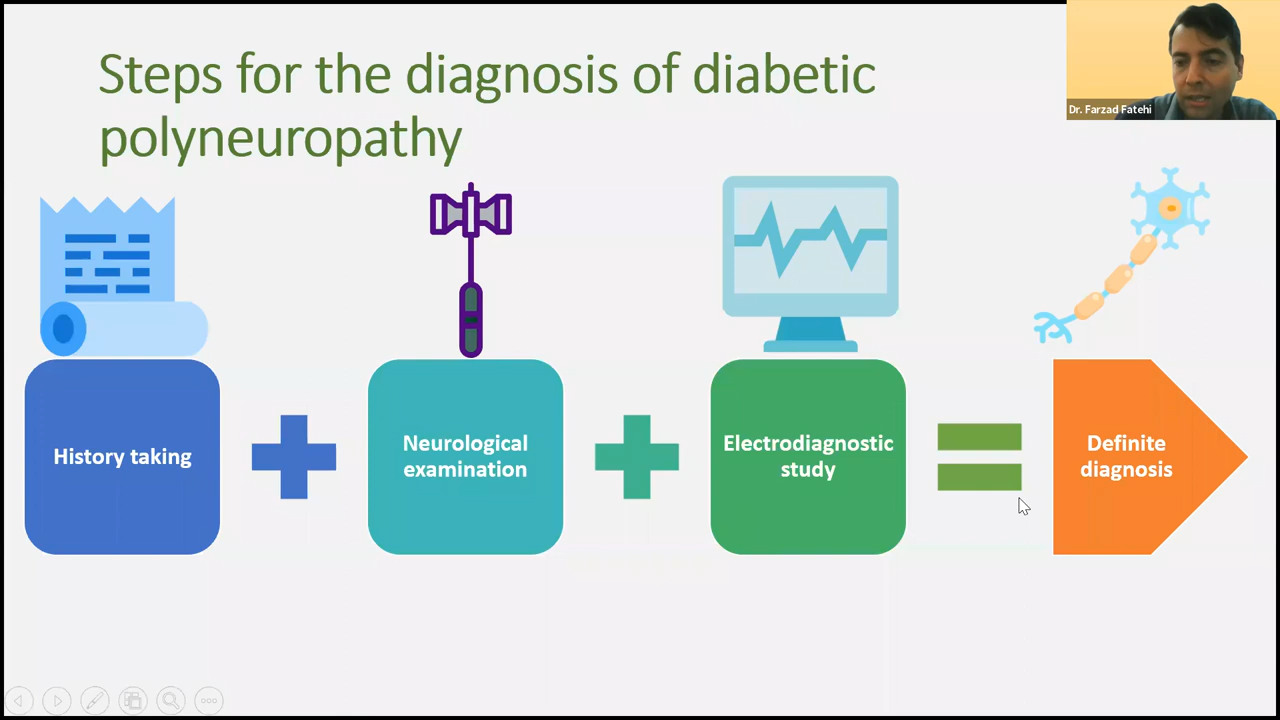 Steps for the diagnosis of diabetic
polyneuropathy
Dr. Farzad Fatehi
History taking
Neurological
examination
Electrodiagnostic
study
Definite
diagnosis